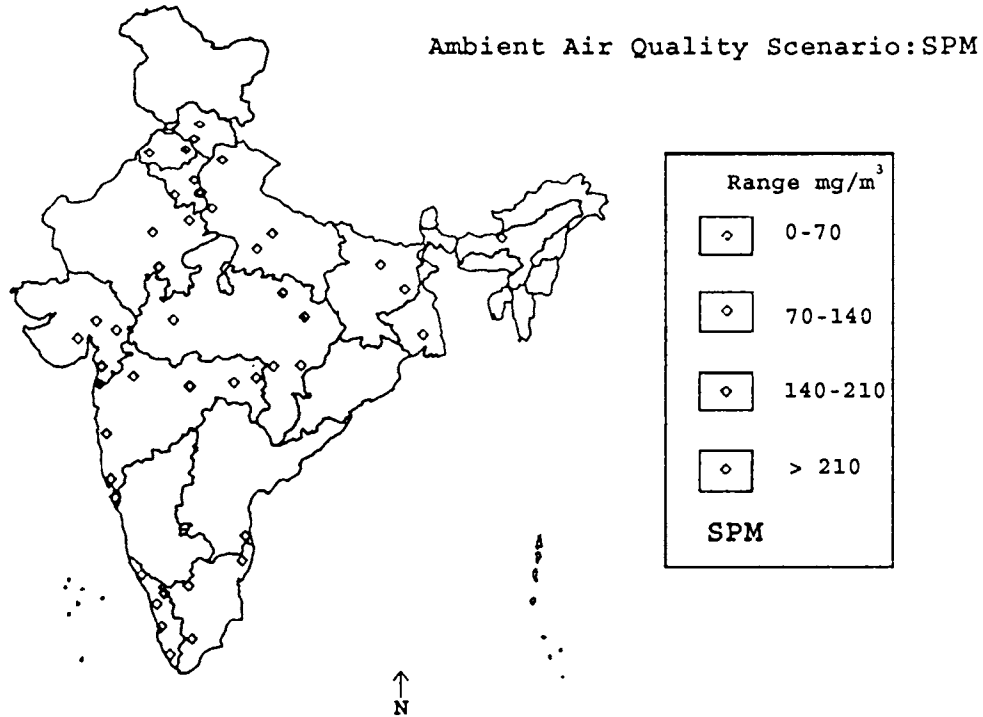 Ambient Air Quality Scenario:SPM
Range mg/m³
0-70
70-140
140-210
> 210
SPM
N